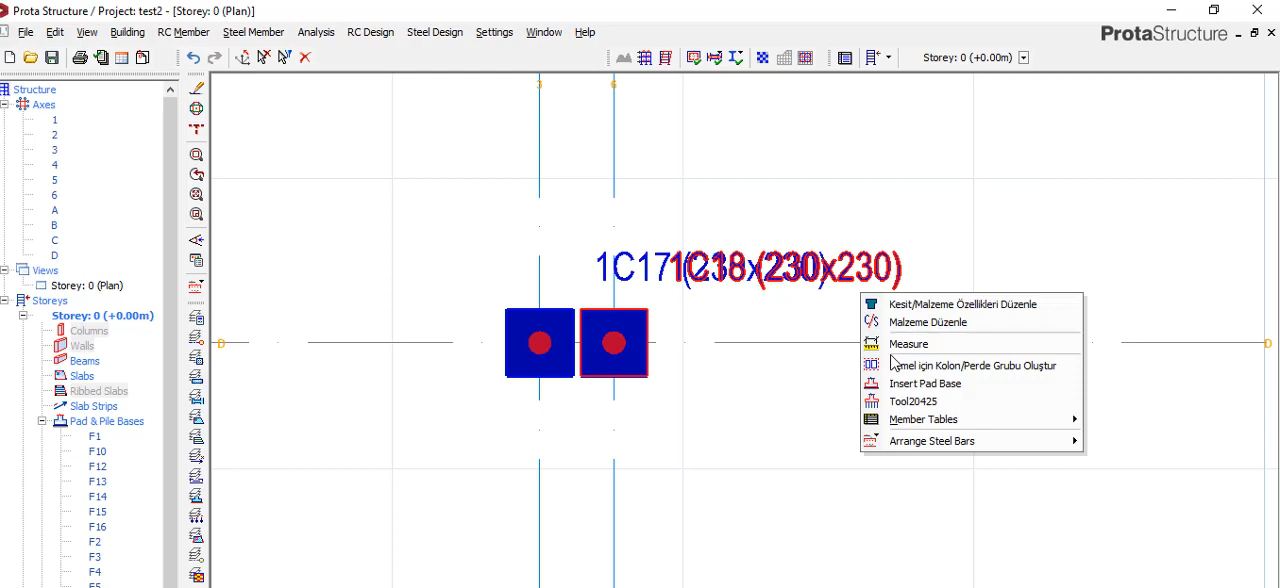 Prota Structure / Project: test2 - [Storey: 0 (Plan)]
File Edit View Building RC Member Steel Member Analysis RC Design Steel Design Settings Window Help
ProtaStructure
Storey: 0 (+0.00m)
Structure
Axes
1
2
3
4
5
6
A
B
C
D
Views
Storey: 0 (Plan)
Storeys
Storey: 0 (+0.00m)
Columns
Walls
Beams
Slabs
Ribbed Slabs
Slab Strips
Pad & Pile Bases
F1
F10
F12
F13
F14
F15
F16
F2
F3
F4
F5
3 6
1C17
1C38 (230x230)
D D
Kesit/Malzeme Özellikleri Düzenle
C/S Malzeme Düzenle
Measure
için Kolon/Perde Grubu Oluştur
Insert Pad Base
Tool20425
Member Tables
Arrange Steel Bars